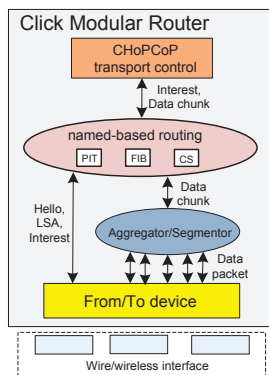 Click Modular Router
CHoPCoP
transport control
Interest,
Data chunk
named-based routing
PIT
FIB
CS
Hello,
LSA,
Interest
Data
chunk
Aggregator/Segmentor
Data
packet
From/To device
Wire/wireless interface